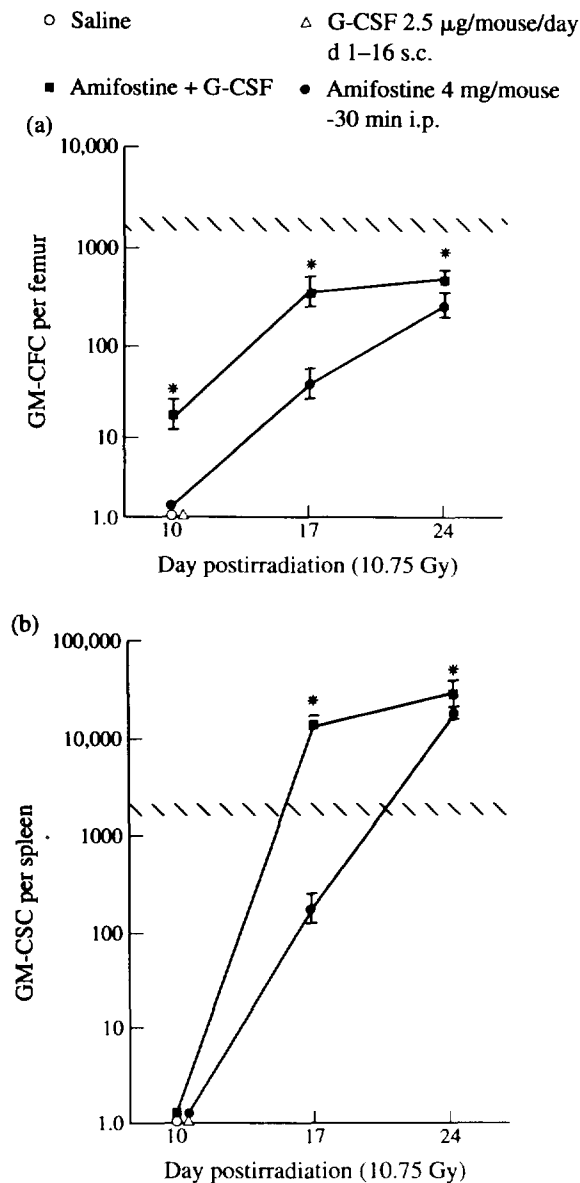 Saline
G-CSF 2.5 μg/mouse/day
d 1–16 s.c.
Amifostine + G-CSF
Amifostine 4 mg/mouse
-30 min i.p.
(a)
10,000
1000
100
10
1.0
GM-CFC per femur
* * *
10 17 24
Day postirradiation (10.75 Gy)
(b)
100,000
10,000
1000
100
10
1.0
GM-CSC per spleen
* *
10 17 24
Day postirradiation (10.75 Gy)